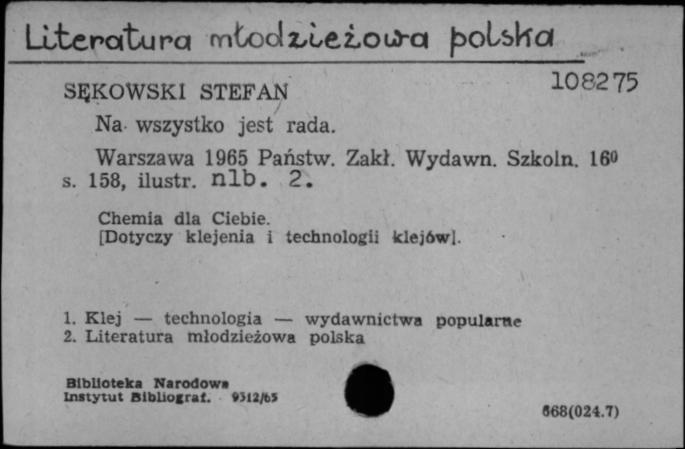 Literatura młodzieżowa polska
108275
SĘKOWSKI STEFAN
Na wszystko jest rada.
Warszawa 1965 Państw. Zakł. Wydawn. Szkoln. 16⁰
s. 158, ilustr. nlb. 2.
Chemia dla Ciebie.
[Dotyczy klejenia i technologii klejów].
1. Klej — technologia — wydawnictwa popularne
2. Literatura młodzieżowa polska
Biblioteka Narodowa
Instytut Bibliograf. 9312/65
668(024.7)